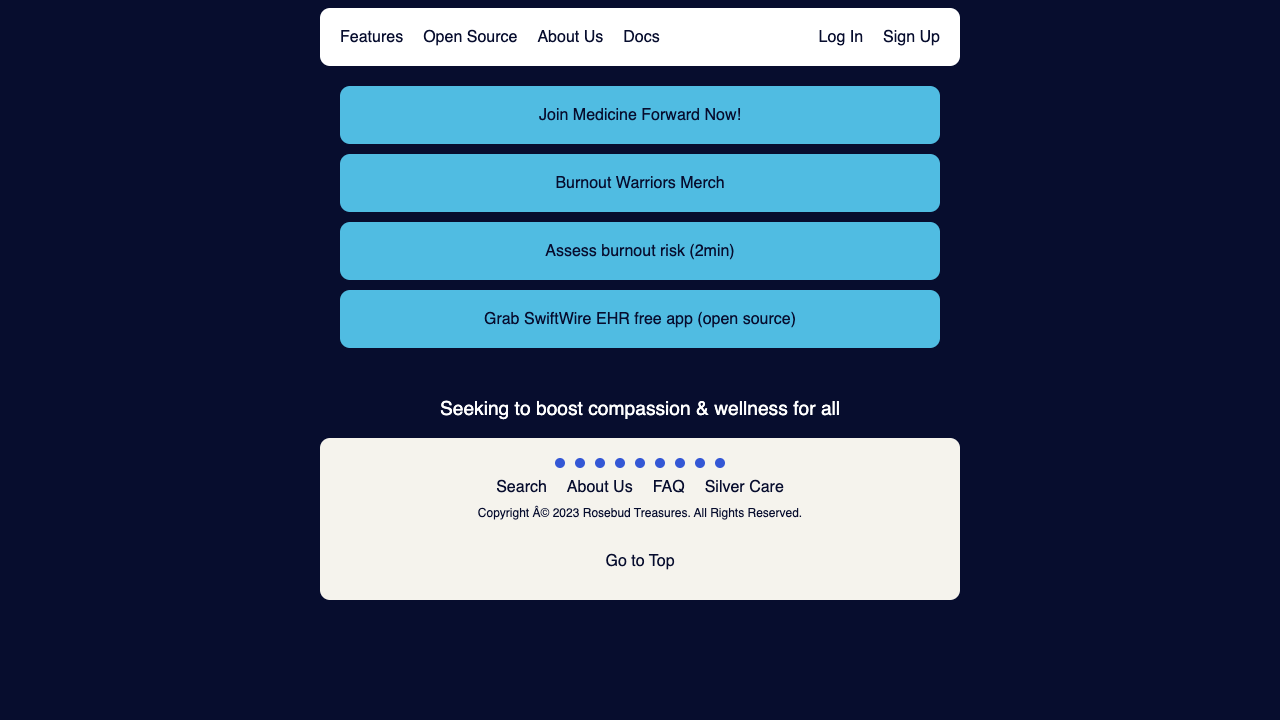 Features Open Source About Us Docs Log In Sign Up
Join Medicine Forward Now!
Burnout Warriors Merch
Assess burnout risk (2min)
Grab SwiftWire EHR free app (open source)
Seeking to boost compassion & wellness for all
Search About Us FAQ Silver Care
Copyright Â© 2023 Rosebud Treasures. All Rights Reserved.
Go to Top